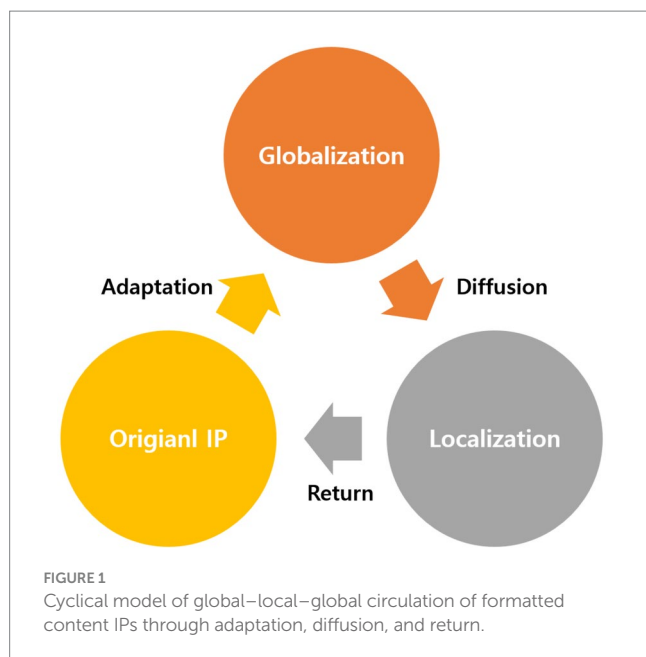 Globalization
Adaptation
Diffusion
Origianl IP
Localization
Return
FIGURE 1
Cyclical model of global–local–global circulation of formatted
content IPs through adaptation, diffusion, and return.